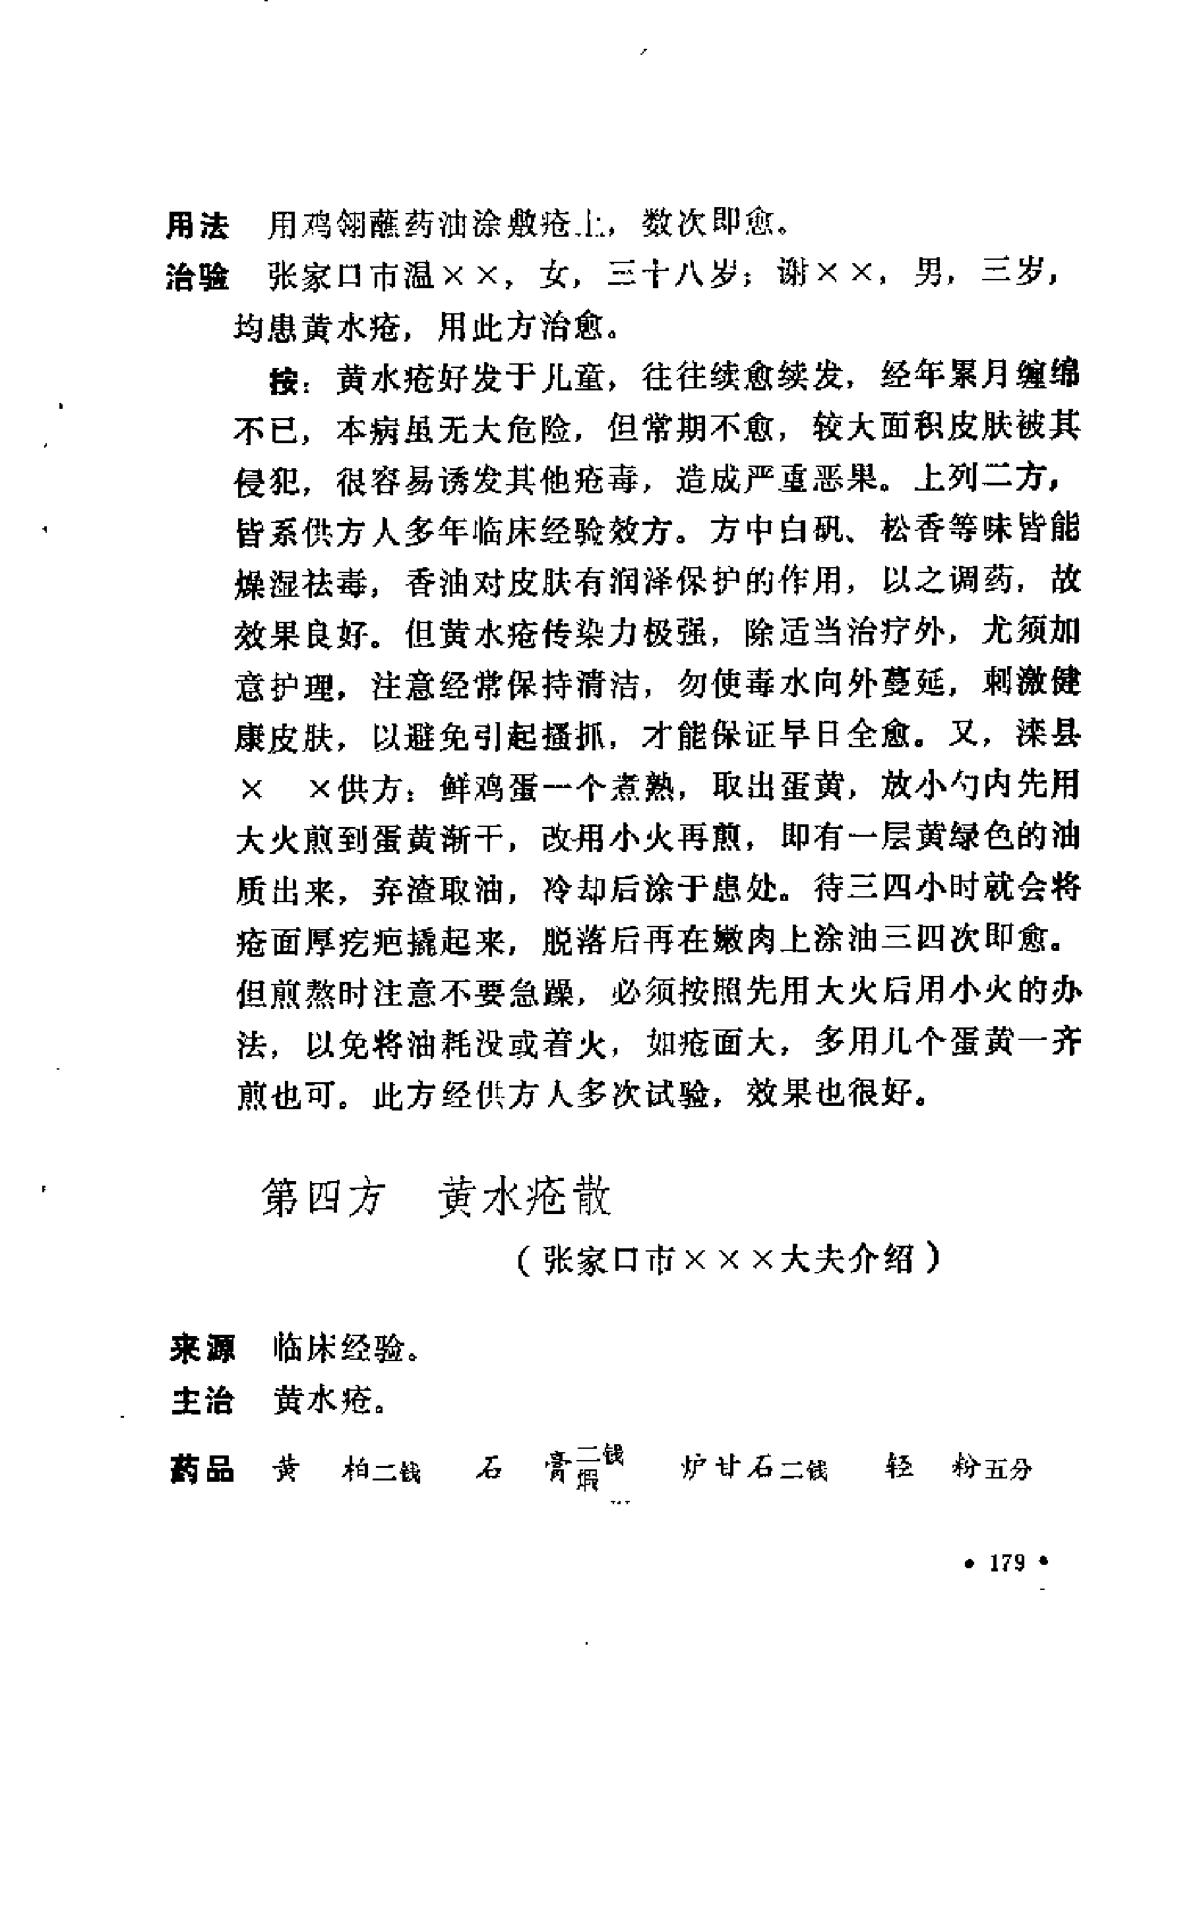 用法　用鸡翎蘸药油涂敷疮上，数次即愈。
治验　张家口市温××，女，三十八岁；谢××，男，三岁，
均患黄水疮，用此方治愈。
按：黄水疮好发于儿童，往往续愈续发，经年累月缠绵
不已，本病虽无大危险，但常期不愈，较大面积皮肤被其
侵犯，很容易诱发其他疮毒，造成严重恶果。上列二方，
皆系供方人多年临床经验效方。方中白矾、松香等味皆能
燥湿祛毒，香油对皮肤有润泽保护的作用，以之调药，故
效果良好。但黄水疮传染力极强，除适当治疗外，尤须加
意护理，注意经常保持清洁，勿使毒水向外蔓延，刺激健
康皮肤，以避免引起搔抓，才能保证早日全愈。又，滦县
×　×供方：鲜鸡蛋一个煮熟，取出蛋黄，放小勺内先用
大火煎到蛋黄渐干，改用小火再煎，即有一层黄绿色的油
质出来，弃渣取油，冷却后涂于患处。待三四小时就会将
疮面厚疙疤撬起来，脱落后再在嫩肉上涂油三四次即愈。
但煎熬时注意不要急躁，必须按照先用大火后用小火的办
法，以免将油耗没或着火，如疮面大，多用几个蛋黄一齐
煎也可。此方经供方人多次试验，效果也很好。
第四方　黄水疮散
（张家口市×××大夫介绍）
来源　临床经验。
主治　黄水疮。
药品　黄　柏二钱　石　膏二钱煅　炉甘石二钱　轻　粉五分
• 179 •